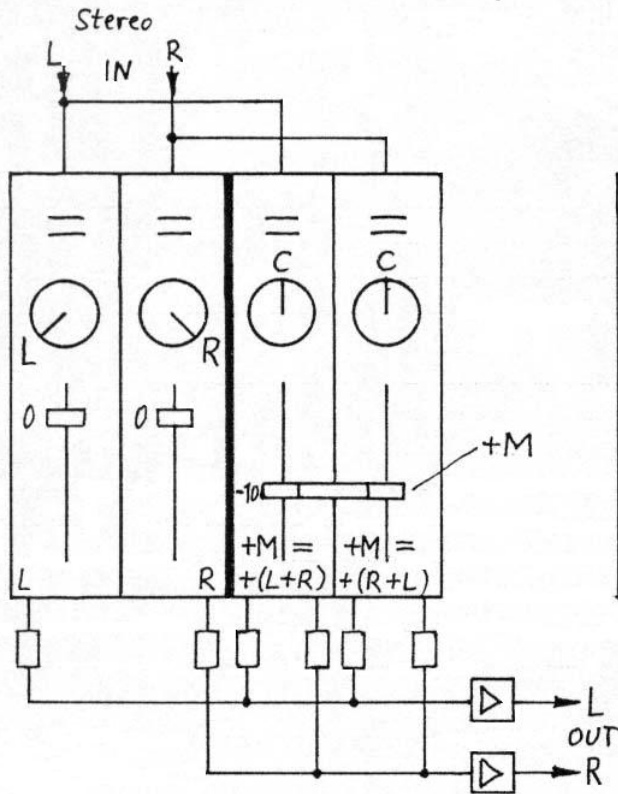 Stereo
L IN R
C C
L R
0 0
-10 +M
+M = +M =
L R +(L+R) +(R+L)
L
OUT
R